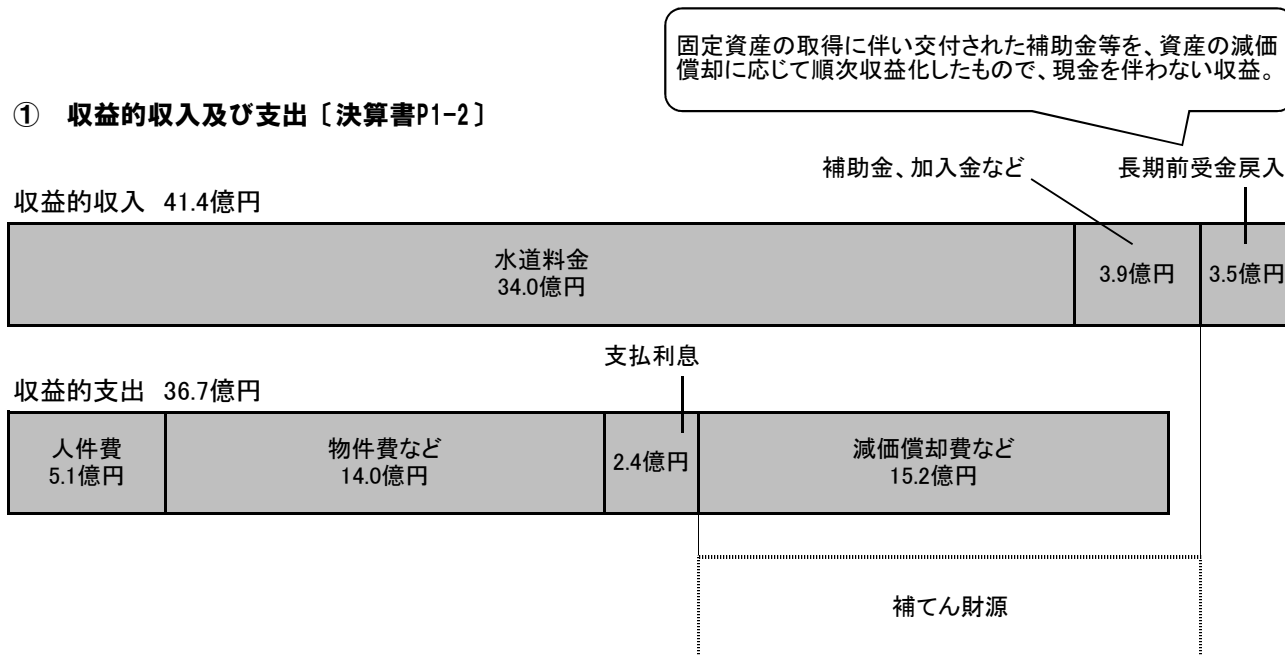 固定資産の取得に伴い交付された補助金等を、資産の減価
償却に応じて順次収益化したもので、現金を伴わない収益。
① 収益的収入及び支出〔決算書P1-2〕
補助金、加入金など
長期前受金戻入
収益的収入 41.4億円
水道料金
34.0億円
3.9億円
3.5億円
支払利息
収益的支出 36.7億円
人件費
5.1億円
物件費など
14.0億円
2.4億円
減価償却費など
15.2億円
補てん財源